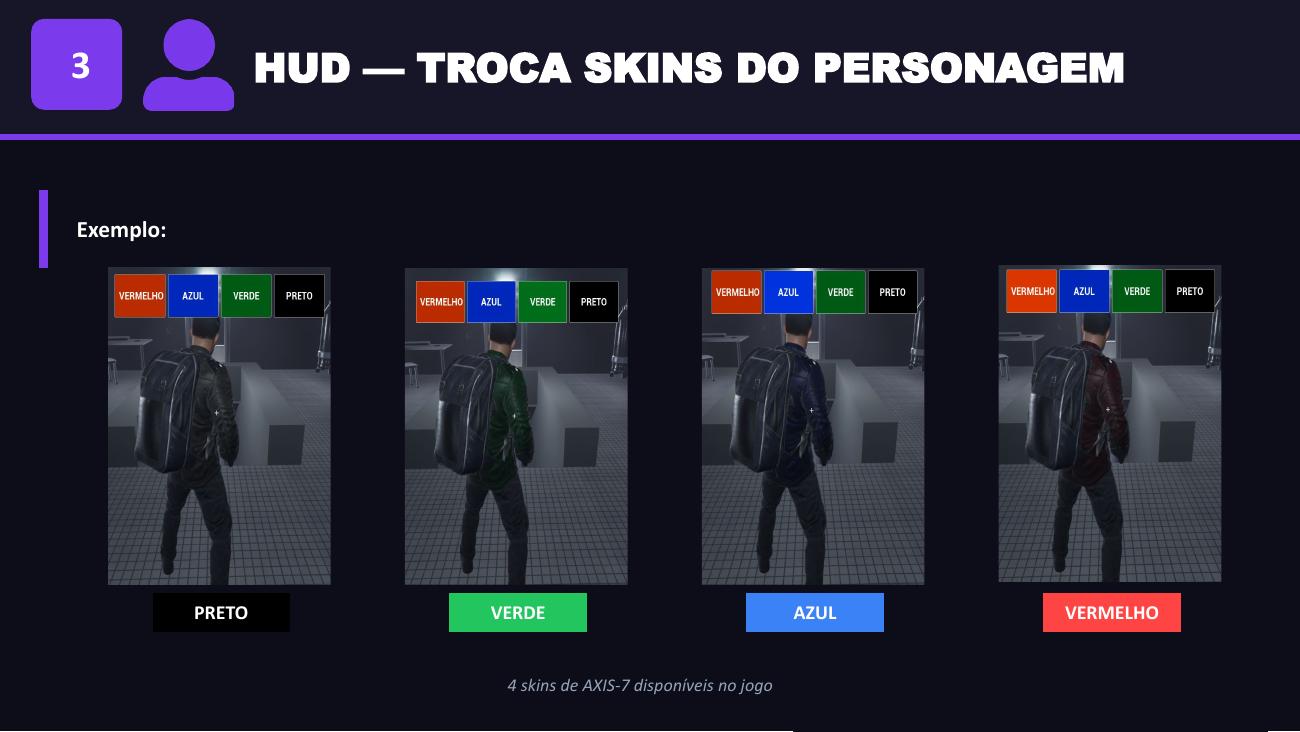 3
HUD — TROCA SKINS DO PERSONAGEM
Exemplo:
VERMELHO AZUL VERDE PRETO
VERMELHO AZUL VERDE PRETO
VERMELHO AZUL VERDE PRETO
VERMELHO AZUL VERDE PRETO
PRETO
VERDE
AZUL
VERMELHO
4 skins de AXIS-7 disponíveis no jogo